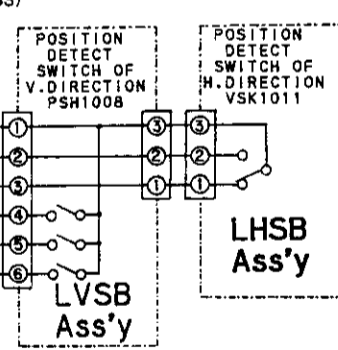 POSITION
DETECT
SWITCH OF
V.DIRECTION
PSH1008
1
2
3
4
5
6
3
2
1
LVSB
Ass'y
POSITION
DETECT
SWITCH OF
H.DIRECTION
VSK1011
3
2
1
LHSB
Ass'y